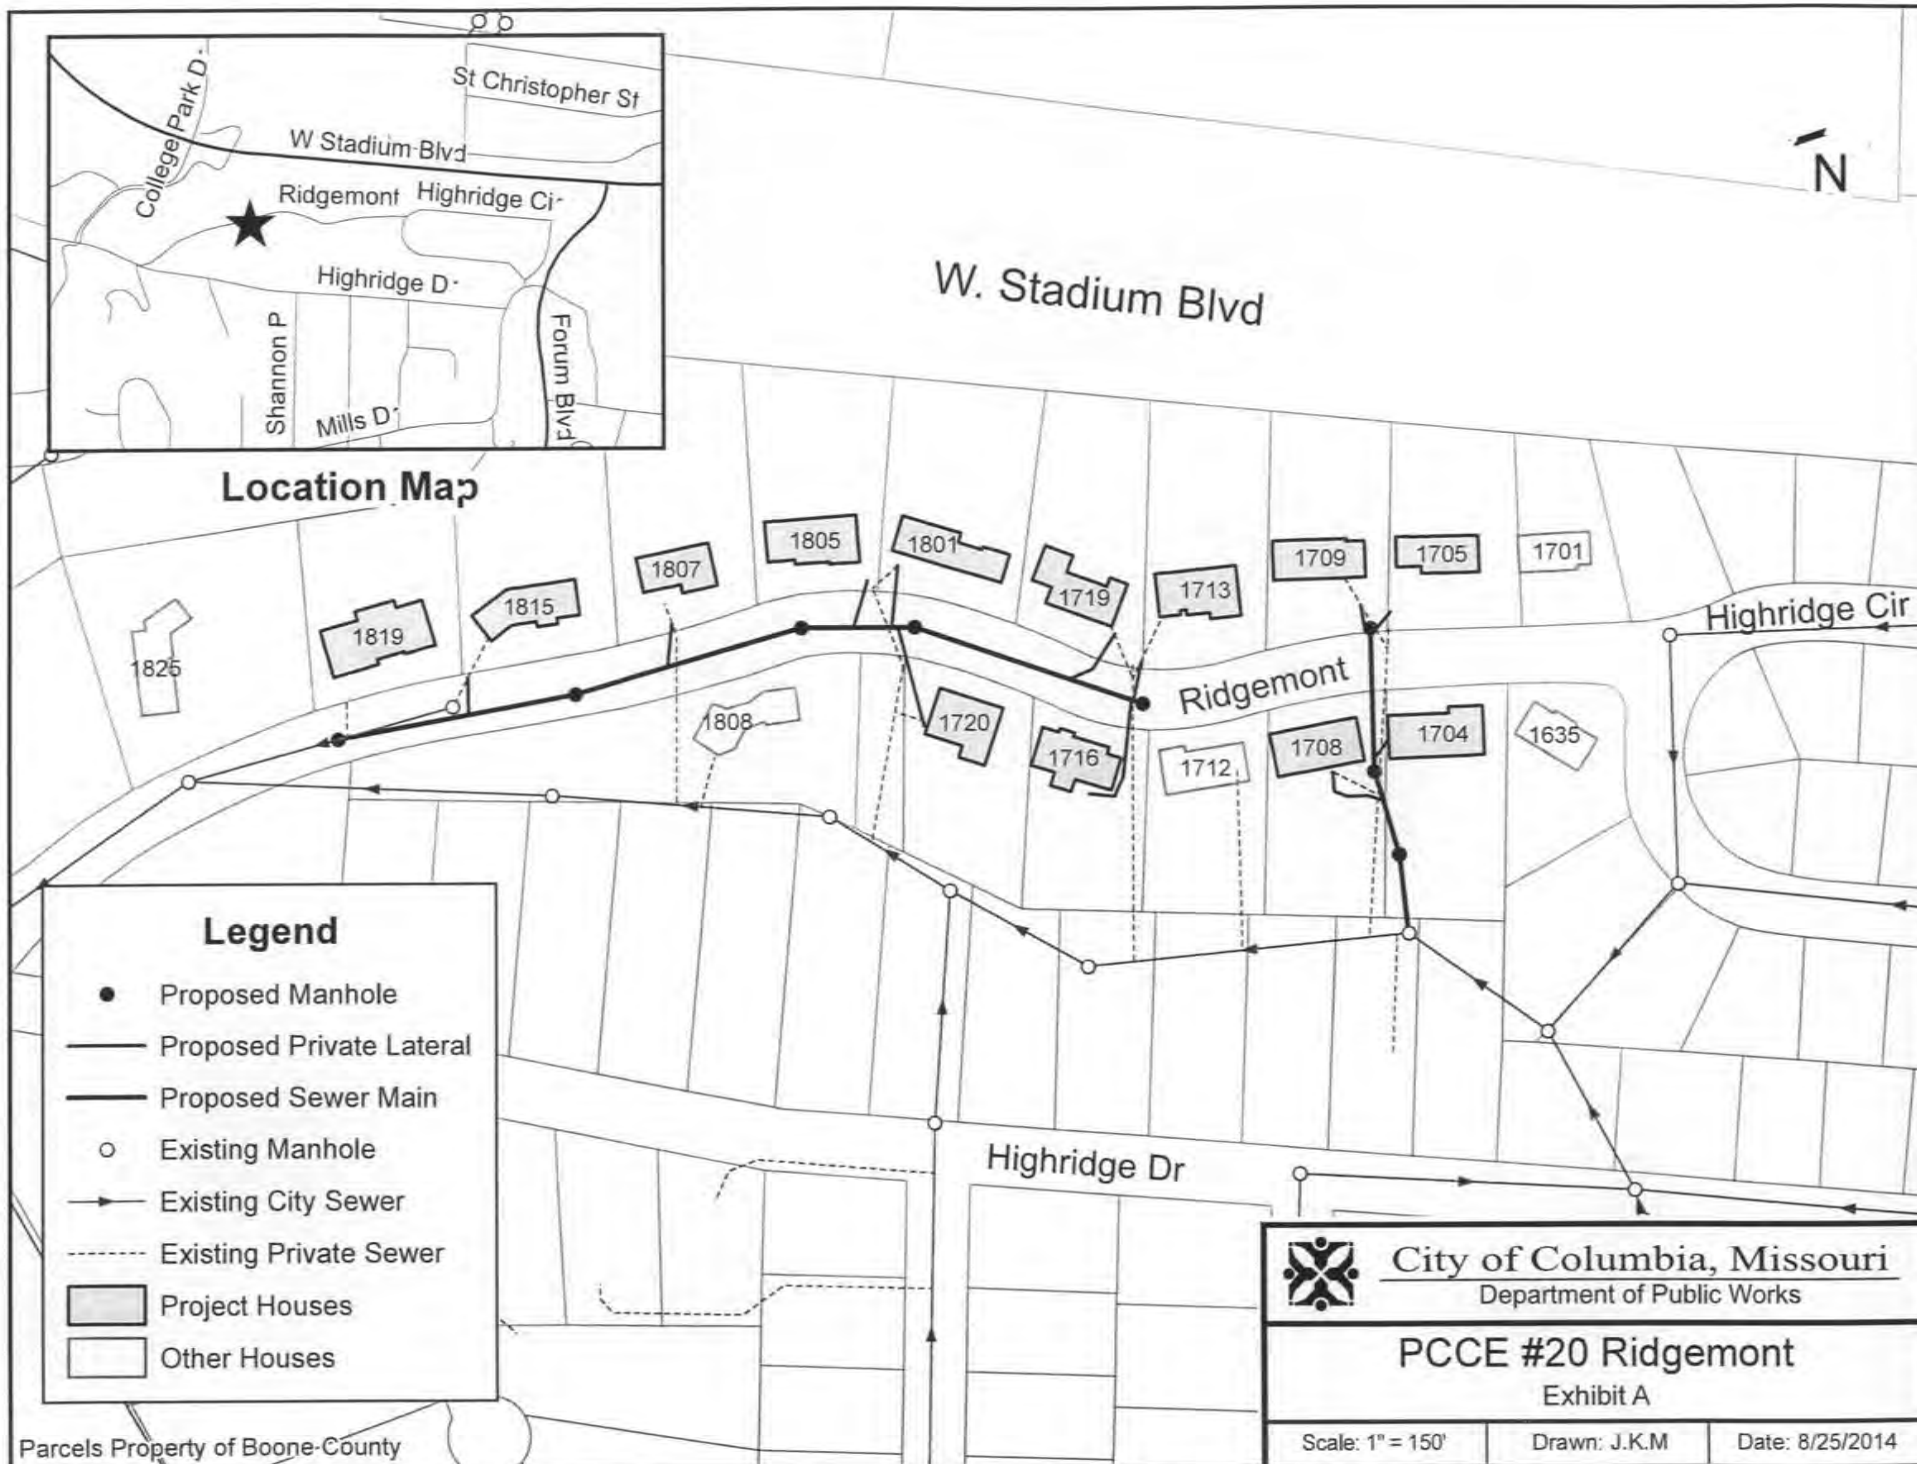 College Park D
St Christopher St
W Stadium Blvd
Ridgemont
Highridge Cir
Highridge D
Shannon P
Mills D
Forum Blvd
Location Map
N
W. Stadium Blvd
1805
1801
1807
1815
1819
1825
1719
1713
1709
1705
1701
Highridge Cir
Ridgemont
1808
1720
1716
1712
1708
1704
1635
Highridge Dr
Legend
Proposed Manhole
Proposed Private Lateral
Proposed Sewer Main
Existing Manhole
Existing City Sewer
Existing Private Sewer
Project Houses
Other Houses
Parcels Property of Boone County
City of Columbia, Missouri
Department of Public Works
PCCE #20 Ridgemont
Exhibit A
Scale: 1" = 150'
Drawn: J.K.M
Date: 8/25/2014